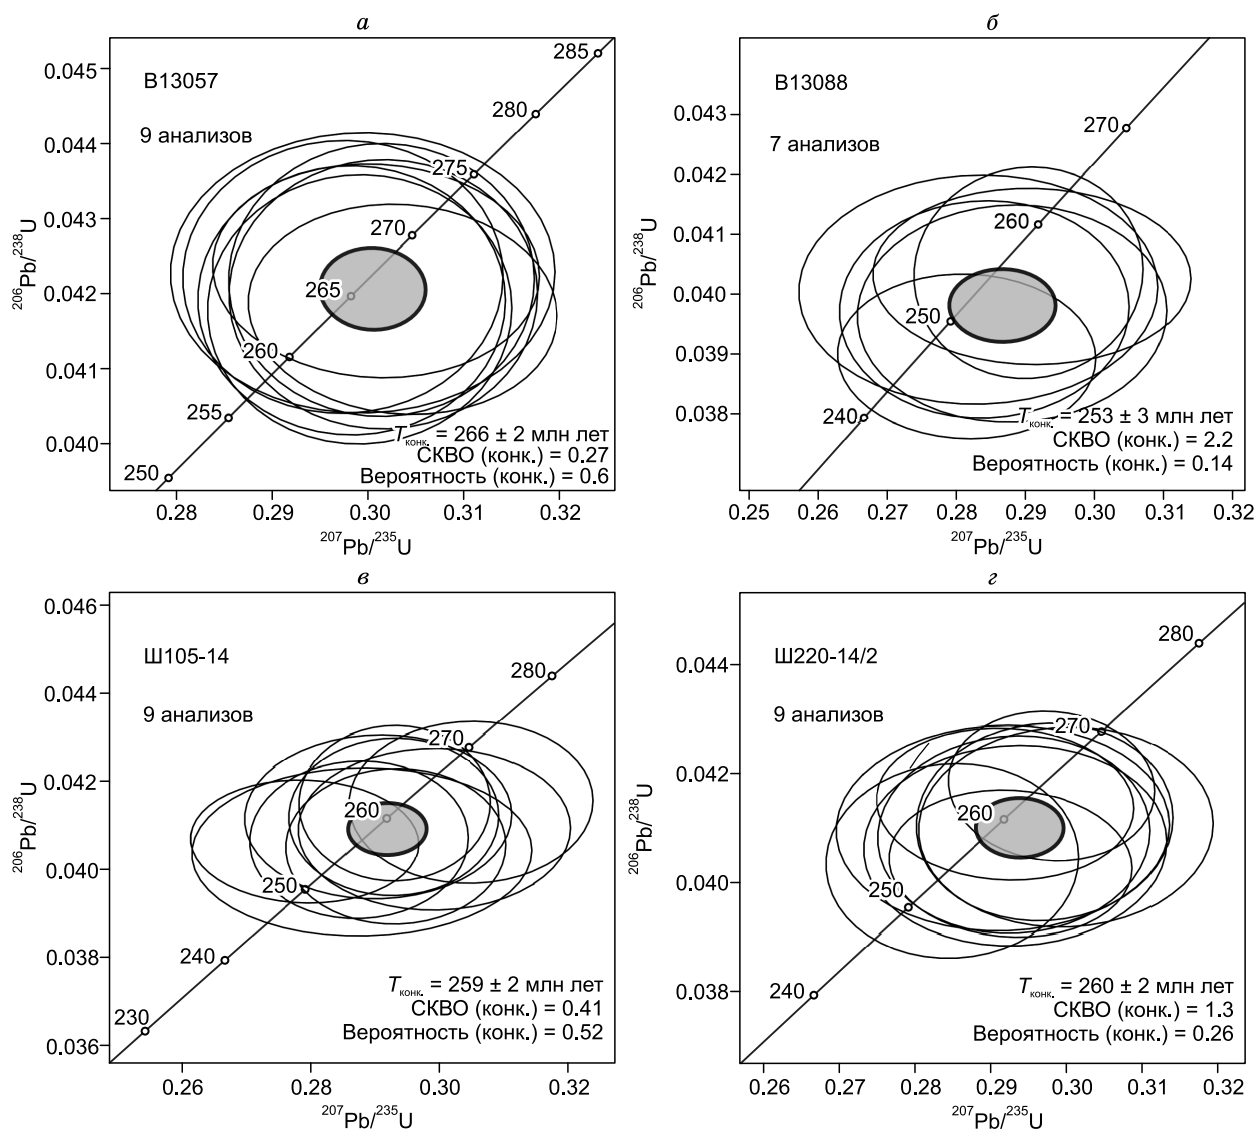 а
В13057
9 анализов
285
280
275
270
265
260
255
250
0.045
0.044
0.043
0.042
0.041
0.040
206Pb/238U
Tконк. = 266 ± 2 млн лет
СКВО (конк.) = 0.27
Вероятность (конк.) = 0.6
0.28 0.29 0.30 0.31 0.32
207Pb/235U
б
В13088
7 анализов
270
260
250
240
0.043
0.042
0.041
0.040
0.039
0.038
206Pb/238U
Tконк. = 253 ± 3 млн лет
СКВО (конк.) = 2.2
Вероятность (конк.) = 0.14
0.25 0.26 0.27 0.28 0.29 0.30 0.31 0.32
207Pb/235U
в
Ш105-14
9 анализов
280
270
260
250
240
230
0.046
0.044
0.042
0.040
0.038
0.036
206Pb/238U
Tконк. = 259 ± 2 млн лет
СКВО (конк.) = 0.41
Вероятность (конк.) = 0.52
0.26 0.28 0.30 0.32
207Pb/235U
г
Ш220-14/2
9 анализов
280
270
260
250
240
0.044
0.042
0.040
0.038
206Pb/238U
Tконк. = 260 ± 2 млн лет
СКВО (конк.) = 1.3
Вероятность (конк.) = 0.26
0.26 0.27 0.28 0.29 0.30 0.31 0.32
207Pb/235U